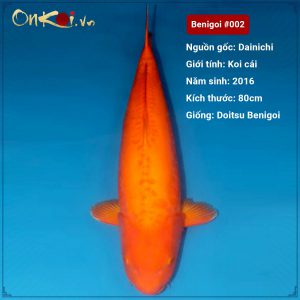 OnKoi.vn
Benigoi #002
Nguồn gốc: Dainichi
Giới tính: Koi cái
Năm sinh: 2016
Kích thước: 80cm
Giống: Doitsu Benigoi